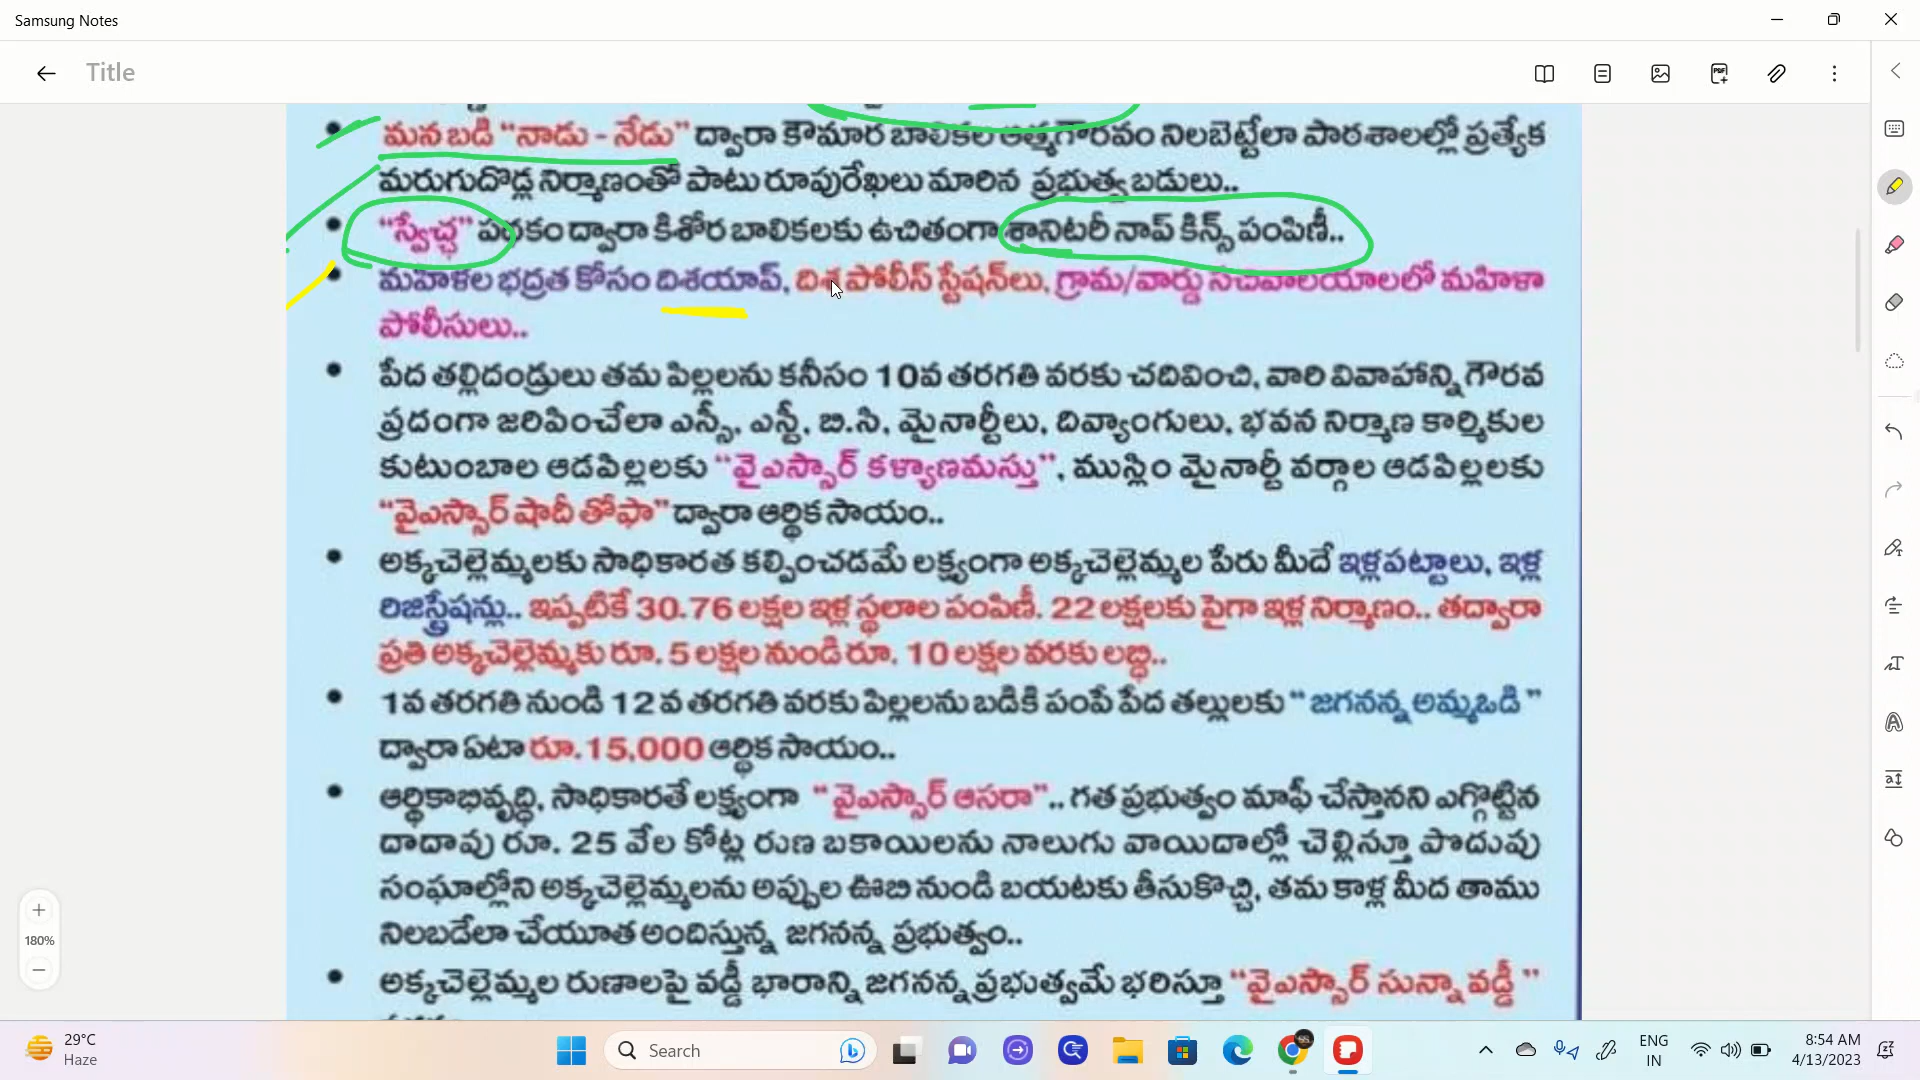 Samsung Notes
Title
మన బడి “నాడు - నేడు” ద్వారా కౌమార బాలికల ఆత్మగౌరవం నిలబెట్టేలా పాఠశాలల్లో ప్రత్యేక
మరుగుదొడ్ల నిర్మాణంతో పాటు రూపురేఖలు మారిన ప్రభుత్వ బడులు..
“స్వేచ్ఛ” పథకం ద్వారా కిశోర బాలికలకు ఉచితంగా శానిటరీ నాప్ కిన్స్ పంపిణీ..
మహిళల భద్రత కోసం దిశయాప్, దిశ పోలీస్ స్టేషన్‌లు, గ్రామ/వార్డు సచివాలయాలలో మహిళా
పోలీసులు..
పేద తల్లిదండ్రులు తమ పిల్లలను కనీసం 10వ తరగతి వరకు చదివించి, వారి వివాహాన్ని గౌరవ
ప్రదంగా జరిపించేలా ఎస్సీ, ఎస్టీ, బి.సి, మైనార్టీలు, దివ్యాంగులు, భవన నిర్మాణ కార్మికుల
కుటుంబాల ఆడపిల్లలకు “వైఎస్సార్ కళ్యాణమస్తు”, ముస్లిం మైనార్టీ వర్గాల ఆడపిల్లలకు
“వైఎస్సార్ షాదీ తోఫా” ద్వారా ఆర్థిక సాయం..
అక్కచెల్లెమ్మలకు సాధికారత కల్పించడమే లక్ష్యంగా అక్కచెల్లెమ్మల పేరు మీదే ఇళ్లపట్టాలు, ఇళ్ల
రిజిస్ట్రేషన్లు.. ఇప్పటికే 30.76 లక్షల ఇళ్ల స్థలాల పంపిణీ. 22 లక్షలకు పైగా ఇళ్ల నిర్మాణం.. తద్వారా
ప్రతి అక్కచెల్లెమ్మకు రూ. 5 లక్షల నుండి రూ. 10 లక్షల వరకు లబ్ధి..
1వ తరగతి నుండి 12 వ తరగతి వరకు పిల్లలను బడికి పంపే పేద తల్లులకు “జగనన్న అమ్మఒడి”
ద్వారా ఏటా రూ.15,000 ఆర్థిక సాయం..
ఆర్థికాభివృద్ధి, సాధికారతే లక్ష్యంగా “వైఎస్సార్ ఆసరా”.. గత ప్రభుత్వం మాఫీ చేస్తానని ఎగ్గొట్టిన
దాదాపు రూ. 25 వేల కోట్ల రుణ బకాయిలను నాలుగు వాయిదాల్లో చెల్లిస్తూ పొదుపు
సంఘాల్లోని అక్కచెల్లెమ్మలను అప్పుల ఊబి నుండి బయటకు తీసుకొచ్చి, తమ కాళ్ల మీద తాము
నిలబడేలా చేయూత అందిస్తున్న జగనన్న ప్రభుత్వం..
అక్కచెల్లెమ్మల రుణాలపై వడ్డీ భారాన్ని జగనన్న ప్రభుత్వమే భరిస్తూ “వైఎస్సార్ సున్నా వడ్డీ”
180%
29°C
Haze
Search
ENG
IN
8:54 AM
4/13/2023